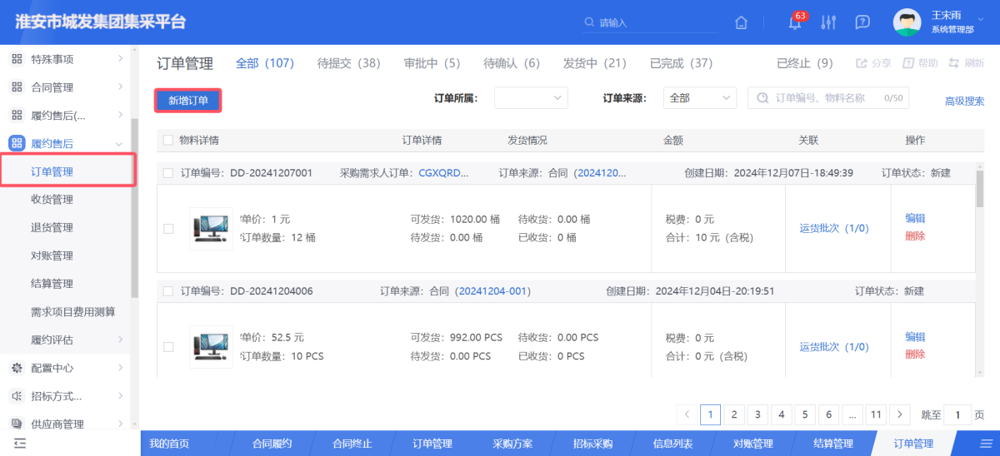 淮安市城发集团集采平台
请输入
63
王宋雨
系统管理部
特殊事项
合同管理
履约售后(...
履约售后
订单管理
收货管理
退货管理
对账管理
结算管理
需求项目费用测算
履约评估
配置中心
招标方式...
供应商管理
订单管理 全部（107） 待提交（38） 审批中（5） 待确认（6） 发货中（21） 已完成（37） 已终止（9） 分享 帮助 刷新
新增订单 订单所属： 订单来源： 全部 订单编号、物料名称 0/50 高级搜索
物料详情 订单详情 发货情况 金额 关联 操作
订单编号：DD-20241207001 采购需求人订单：CGXQRD... 订单来源：合同（2024120... 创建日期：2024年12月07日-18:49:39 订单状态：新建
单价：1 元 可发货：1020.00 桶 待收货：0.00 桶 税费：0 元 编辑
订单数量：12 桶 待发货：0.00 桶 已收货：0 桶 合计：10 元（含税） 运货批次（1/0） 删除
订单编号：DD-20241204006 订单来源：合同（20241204-001） 创建日期：2024年12月04日-20:19:51 订单状态：新建
单价：52.5 元 可发货：992.00 PCS 待收货：0.00 PCS 税费：0 元 编辑
订单数量：10 PCS 待发货：0.00 PCS 已收货：0 PCS 合计：0 元（含税） 运货批次（1/0） 删除
1 2 3 4 5 6 ... 11 跳至 1 页
我的首页 合同履约 合同终止 订单管理 采购方案 招标采购 信息列表 对账管理 结算管理 订单管理